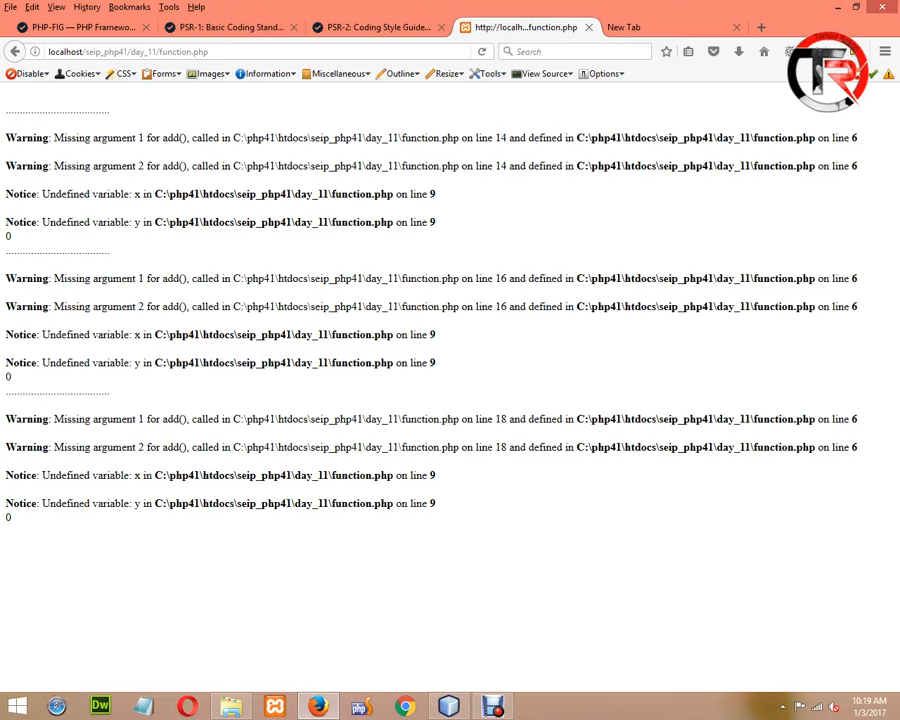 File Edit View History Bookmarks Tools Help
PHP-FIG — PHP Framewo... PSR-1: Basic Coding Stand... PSR-2: Coding Style Guide... http://localh...function.php New Tab
localhost/seip_php41/day_11/function.php Search
Disable Cookies CSS Forms Images Information Miscellaneous Outline Resize Tools View Source Options
TR
.....................................
Warning: Missing argument 1 for add(), called in C:\php41\htdocs\seip_php41\day_11\function.php on line 14 and defined in C:\php41\htdocs\seip_php41\day_11\function.php on line 6
Warning: Missing argument 2 for add(), called in C:\php41\htdocs\seip_php41\day_11\function.php on line 14 and defined in C:\php41\htdocs\seip_php41\day_11\function.php on line 6
Notice: Undefined variable: x in C:\php41\htdocs\seip_php41\day_11\function.php on line 9
Notice: Undefined variable: y in C:\php41\htdocs\seip_php41\day_11\function.php on line 9
0
.....................................
Warning: Missing argument 1 for add(), called in C:\php41\htdocs\seip_php41\day_11\function.php on line 16 and defined in C:\php41\htdocs\seip_php41\day_11\function.php on line 6
Warning: Missing argument 2 for add(), called in C:\php41\htdocs\seip_php41\day_11\function.php on line 16 and defined in C:\php41\htdocs\seip_php41\day_11\function.php on line 6
Notice: Undefined variable: x in C:\php41\htdocs\seip_php41\day_11\function.php on line 9
Notice: Undefined variable: y in C:\php41\htdocs\seip_php41\day_11\function.php on line 9
0
.....................................
Warning: Missing argument 1 for add(), called in C:\php41\htdocs\seip_php41\day_11\function.php on line 18 and defined in C:\php41\htdocs\seip_php41\day_11\function.php on line 6
Warning: Missing argument 2 for add(), called in C:\php41\htdocs\seip_php41\day_11\function.php on line 18 and defined in C:\php41\htdocs\seip_php41\day_11\function.php on line 6
Notice: Undefined variable: x in C:\php41\htdocs\seip_php41\day_11\function.php on line 9
Notice: Undefined variable: y in C:\php41\htdocs\seip_php41\day_11\function.php on line 9
0
Dw php 10:19 AM
1/3/2017